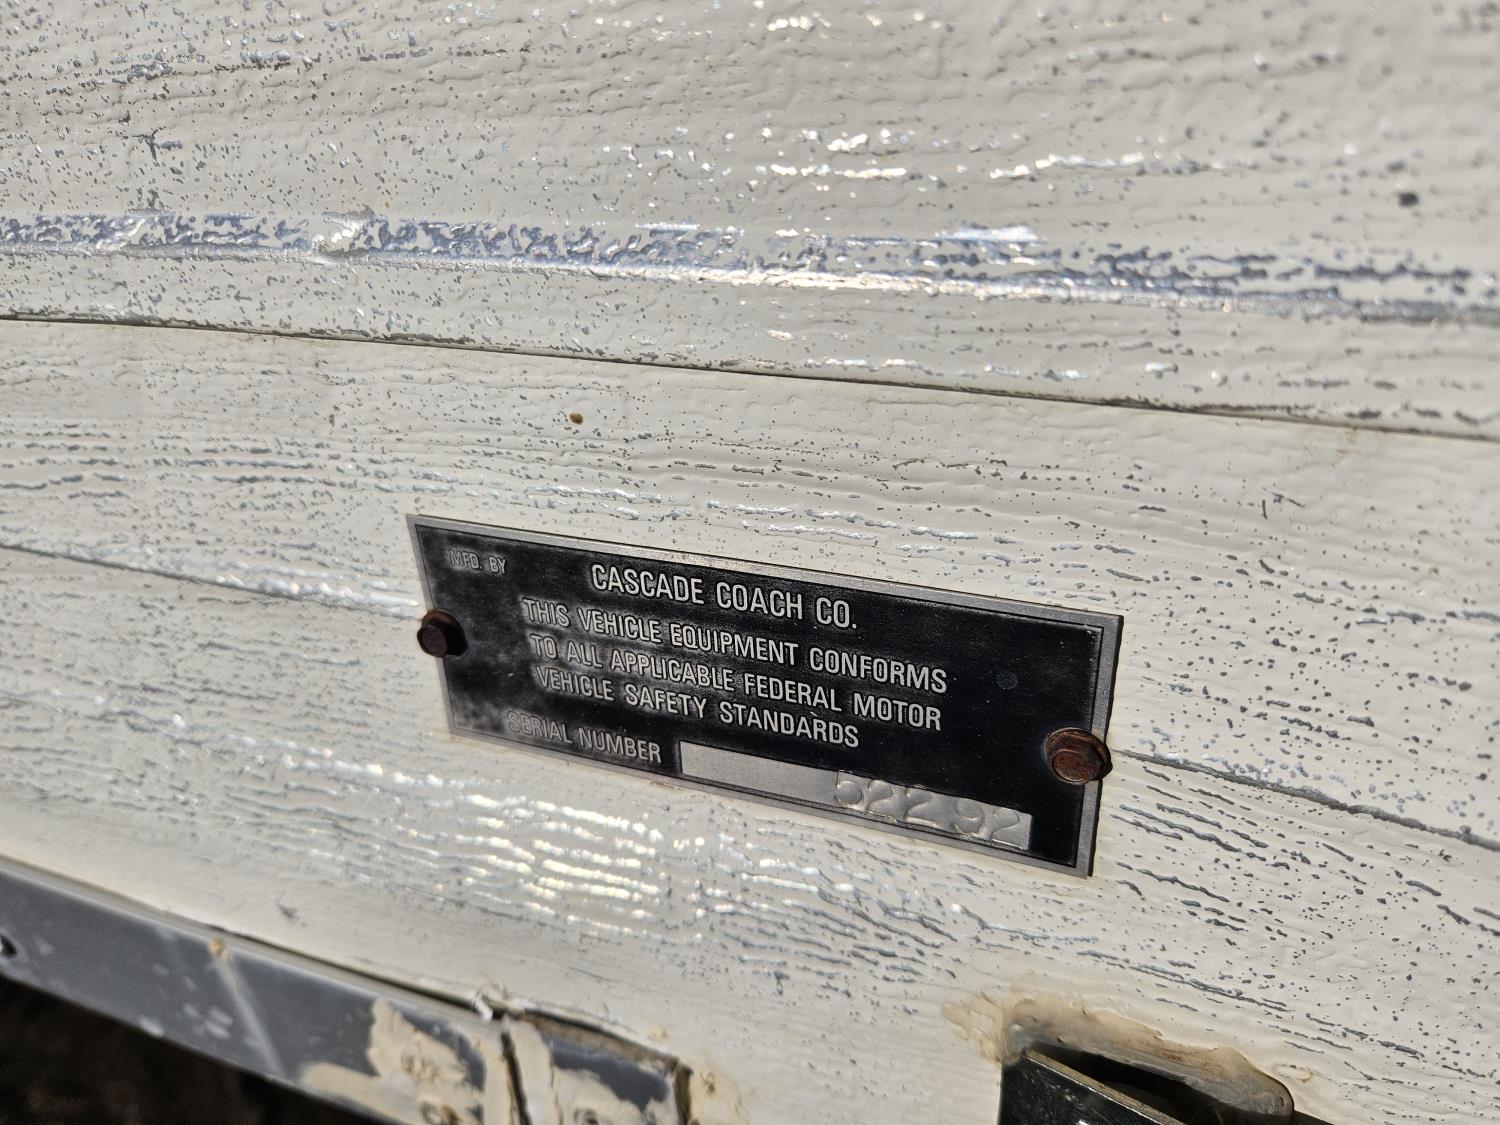 MFD. BY
CASCADE COACH CO.
THIS VEHICLE EQUIPMENT CONFORMS
TO ALL APPLICABLE FEDERAL MOTOR
VEHICLE SAFETY STANDARDS
SERIAL NUMBER 52292